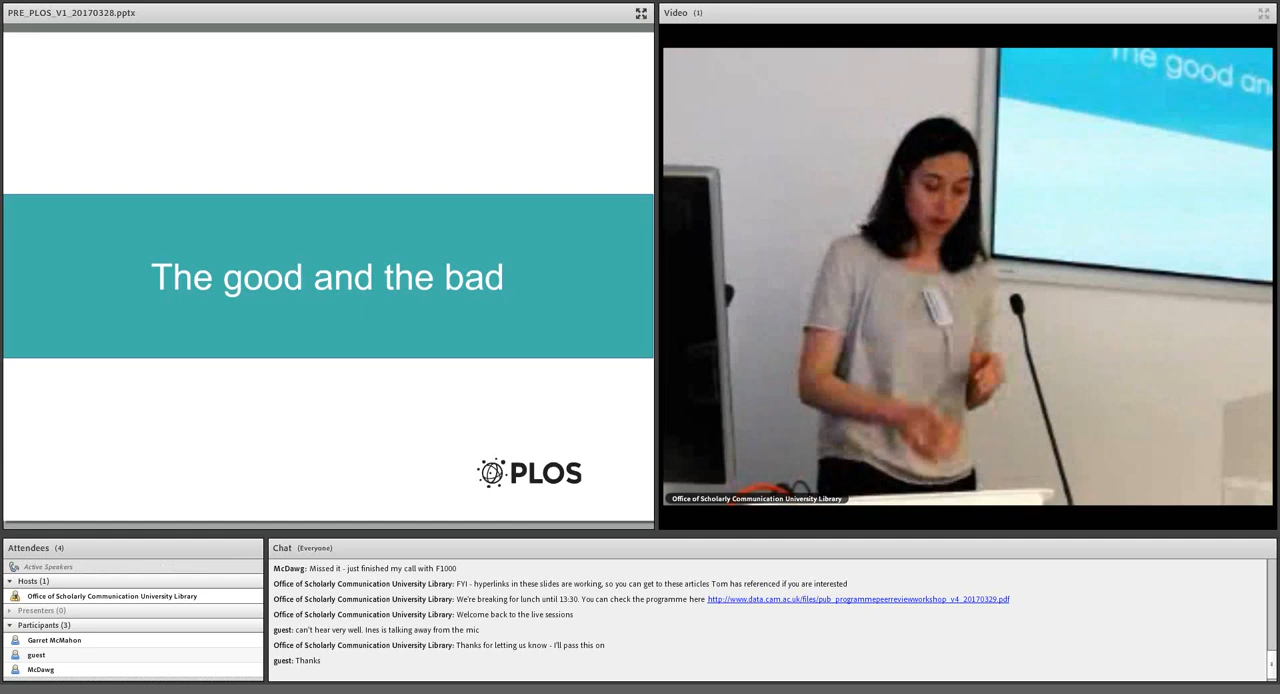 PRE_PLOS_V1_20170328.pptx
The good and the bad
PLOS
Video (1)
The good an
Office of Scholarly Communication University Library
Attendees (4)
Active Speakers
Hosts (1)
Office of Scholarly Communication University Library
Presenters (0)
Participants (3)
Garret McMahon
guest
McDawg
Chat (Everyone)
McDawg: Missed it - just finished my call with F1000
Office of Scholarly Communication University Library: FYI - hyperlinks in these slides are working, so you can get to these articles Tom has referenced if you are interested
Office of Scholarly Communication University Library: We're breaking for lunch until 13:30. You can check the programme here http://www.data.cam.ac.uk/files/pub_programmepeerreviewworkshop_v4_20170329.pdf
Office of Scholarly Communication University Library: Welcome back to the live sessions
guest: can't hear very well. Ines is talking away from the mic
Office of Scholarly Communication University Library: Thanks for letting us know - I'll pass this on
guest: Thanks